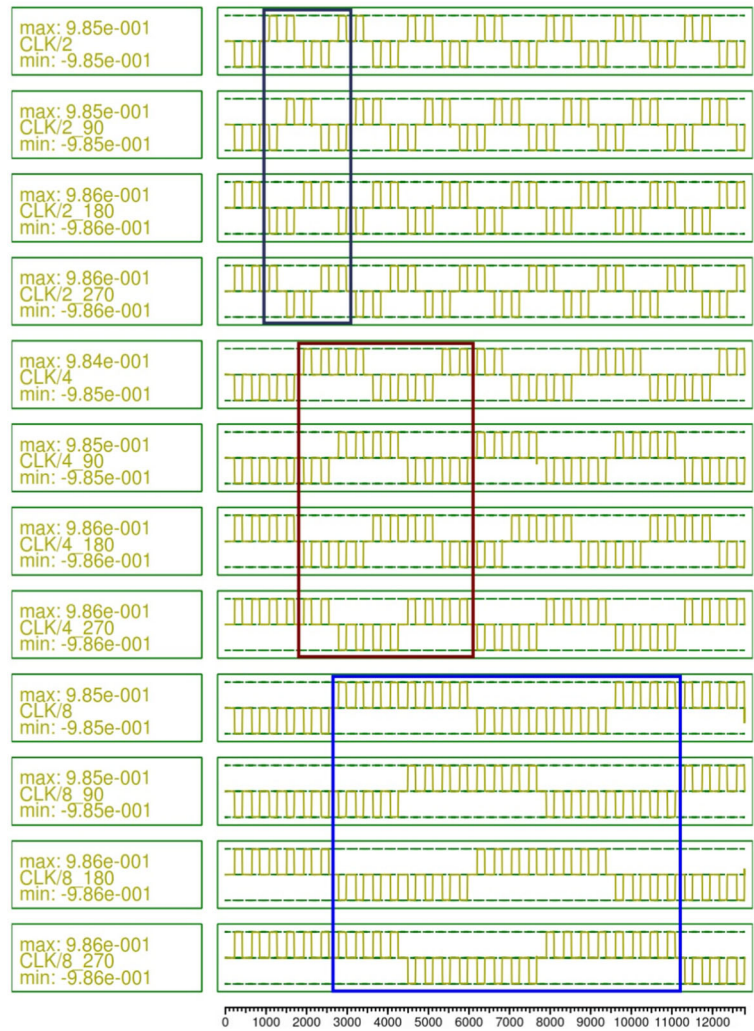 max: 9.85e-001
CLK/2
min: -9.85e-001
max: 9.85e-001
CLK/2_90
min: -9.85e-001
max: 9.86e-001
CLK/2_180
min: -9.86e-001
max: 9.86e-001
CLK/2_270
min: -9.86e-001
max: 9.84e-001
CLK/4
min: -9.85e-001
max: 9.85e-001
CLK/4_90
min: -9.85e-001
max: 9.86e-001
CLK/4_180
min: -9.86e-001
max: 9.86e-001
CLK/4_270
min: -9.86e-001
max: 9.85e-001
CLK/8
min: -9.85e-001
max: 9.85e-001
CLK/8_90
min: -9.85e-001
max: 9.86e-001
CLK/8_180
min: -9.86e-001
max: 9.86e-001
CLK/8_270
min: -9.86e-001
0 1000 2000 3000 4000 5000 6000 7000 8000 9000 10000 11000 12000